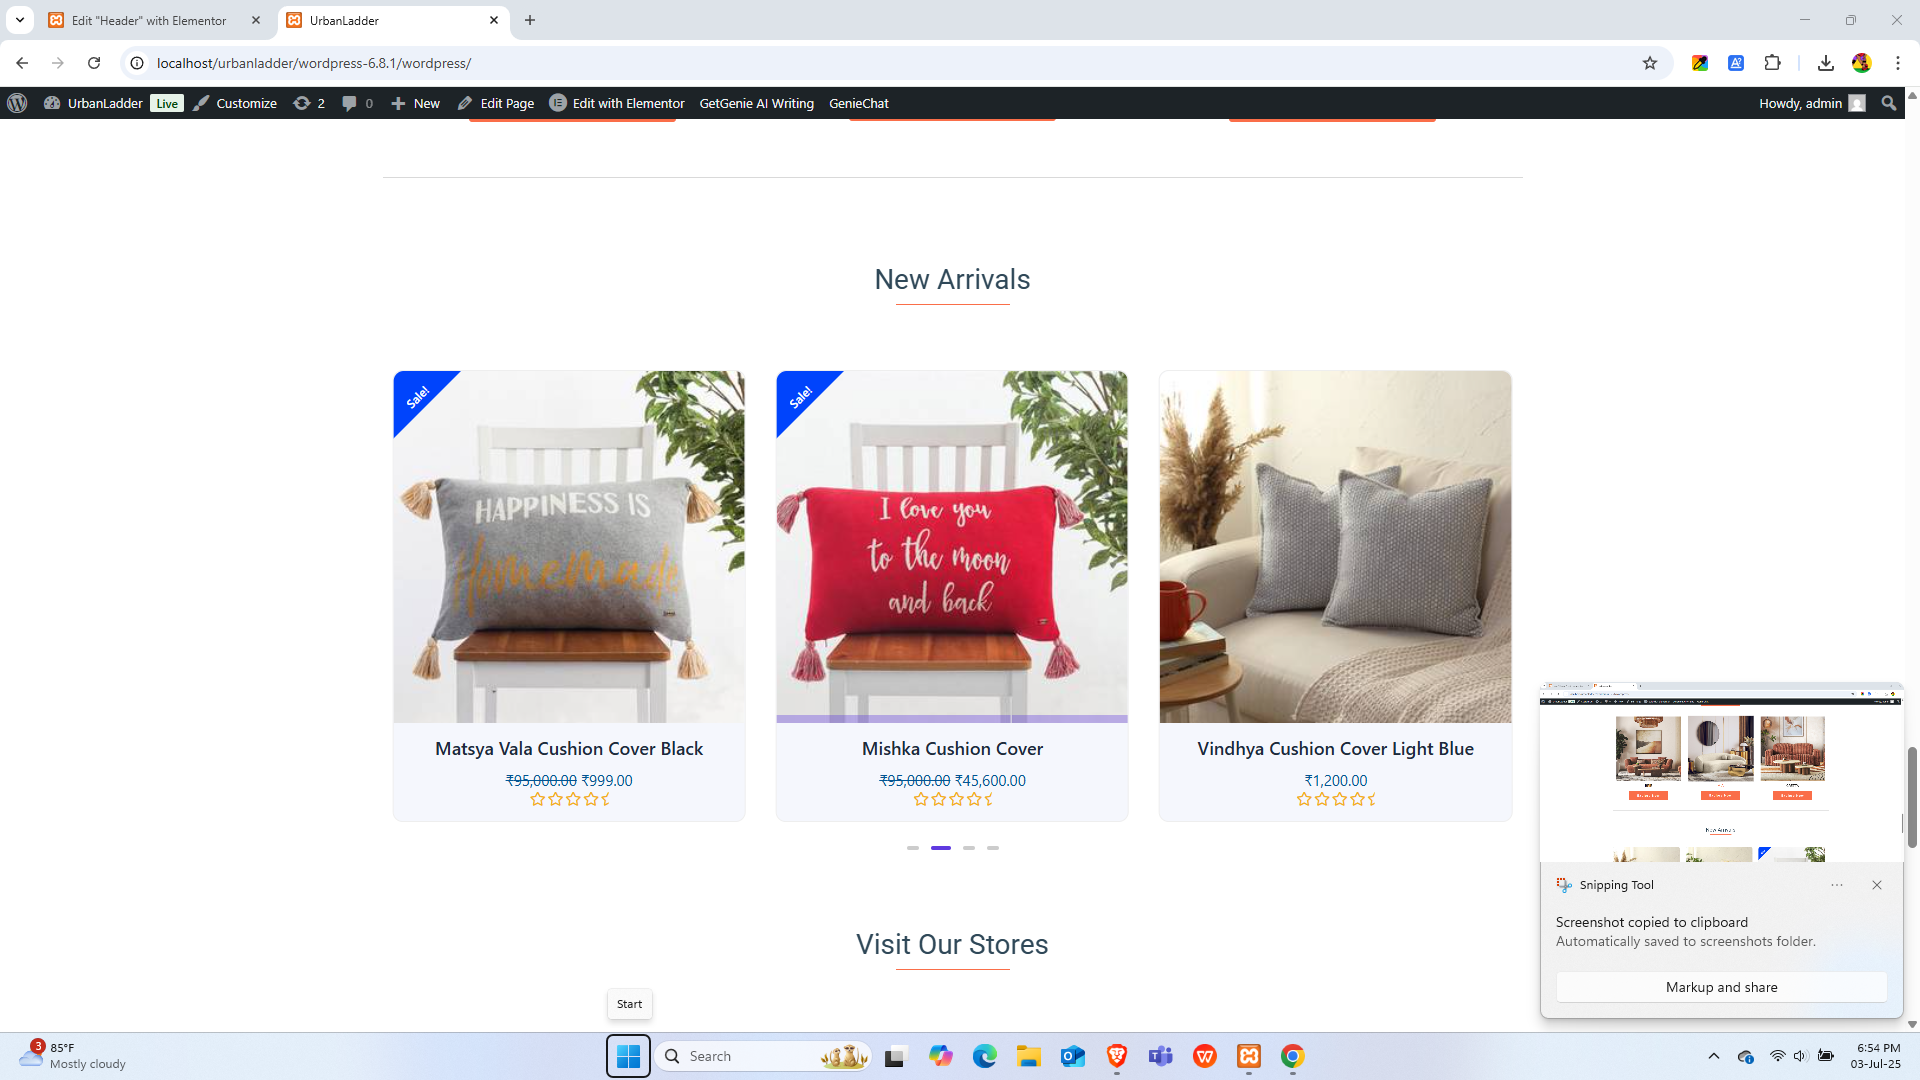 Edit "Header" with Elementor
UrbanLadder
localhost/urbanladder/wordpress-6.8.1/wordpress/
UrbanLadder Live Customize 2 0 New Edit Page Edit with Elementor GetGenie AI Writing GenieChat Howdy, admin
New Arrivals
Sale!
HAPPINESS IS
Homemade
Matsya Vala Cushion Cover Black
₹95,000.00 ₹999.00
Sale!
I love you
to the moon
and back
Mishka Cushion Cover
₹95,000.00 ₹45,600.00
Vindhya Cushion Cover Light Blue
₹1,200.00
Visit Our Stores
New Arrivals
Snipping Tool
Screenshot copied to clipboard
Automatically saved to screenshots folder.
Markup and share
Start
3
85°F
Mostly cloudy
Search
6:54 PM
03-Jul-25